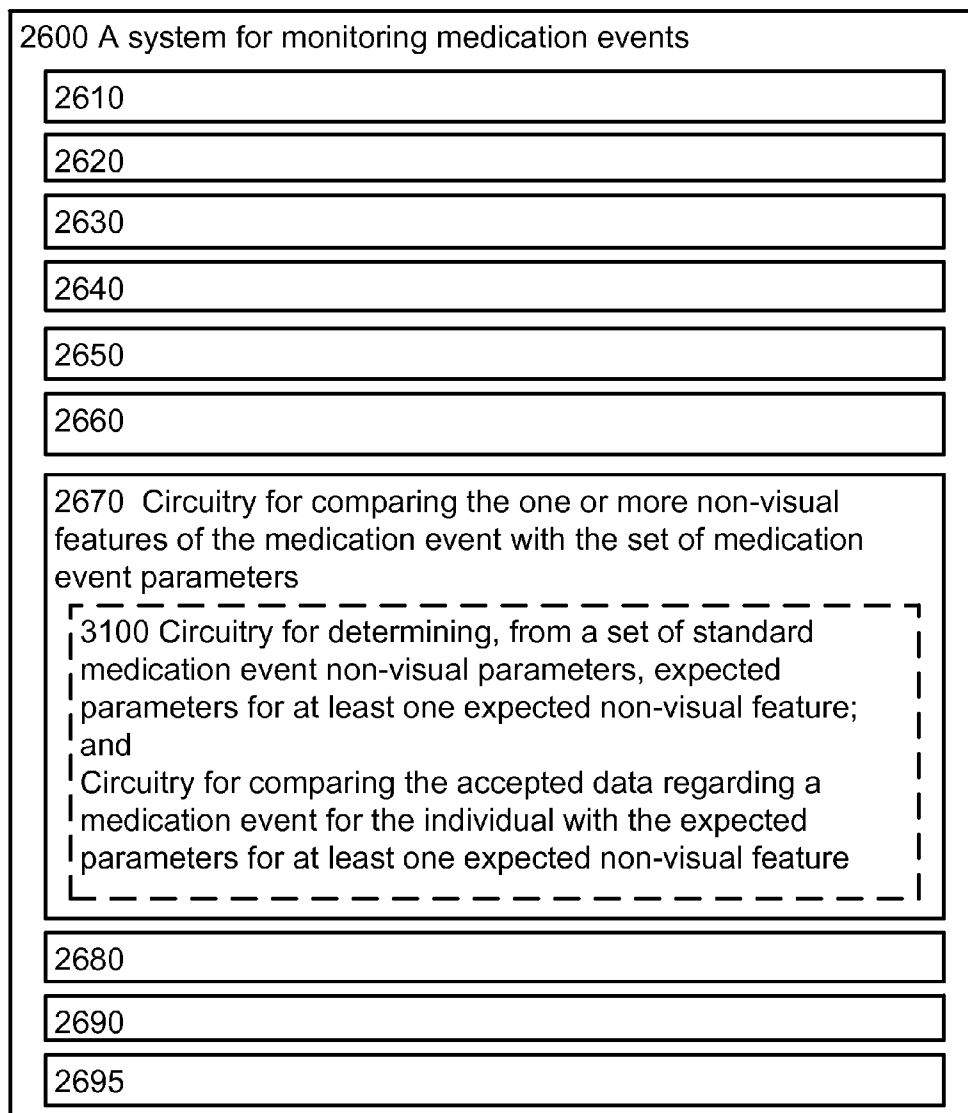 2600 A system for monitoring medication events
2610
2620
2630
2640
2650
2660
2670 Circuitry for comparing the one or more non-visual
features of the medication event with the set of medication
event parameters
3100 Circuitry for determining, from a set of standard
medication event non-visual parameters, expected
parameters for at least one expected non-visual feature;
and
Circuitry for comparing the accepted data regarding a
medication event for the individual with the expected
parameters for at least one expected non-visual feature
2680
2690
2695